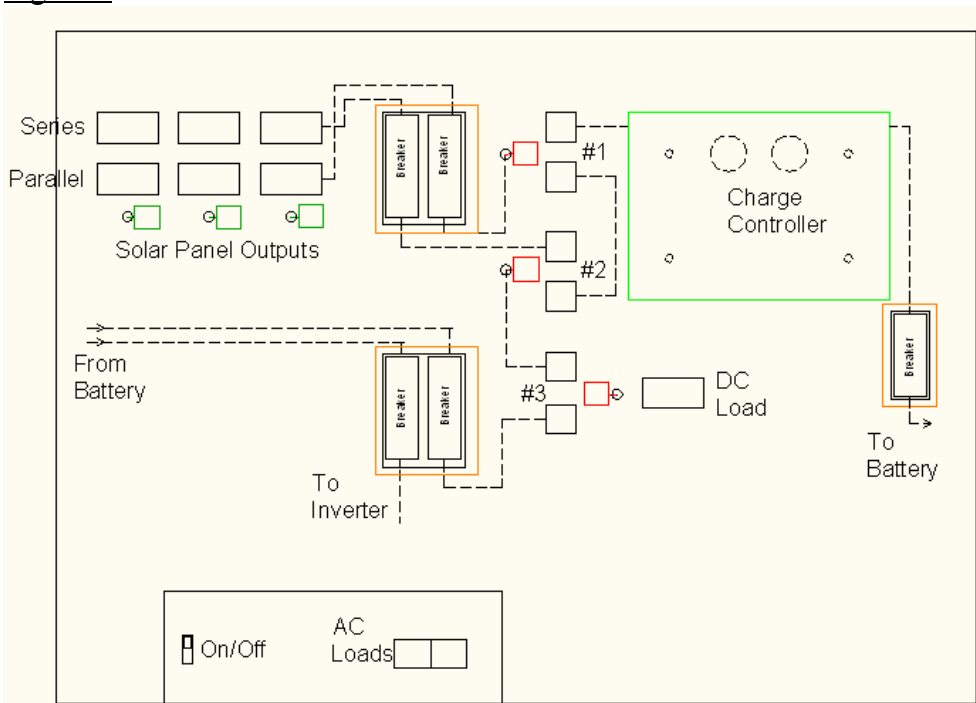 Series
Parallel
Solar Panel Outputs
Breaker
Breaker
#1
#2
Charge
Controller
From
Battery
Breaker
Breaker
#3
DC
Load
Breaker
To
Battery
To
Inverter
On/Off
AC
Loads